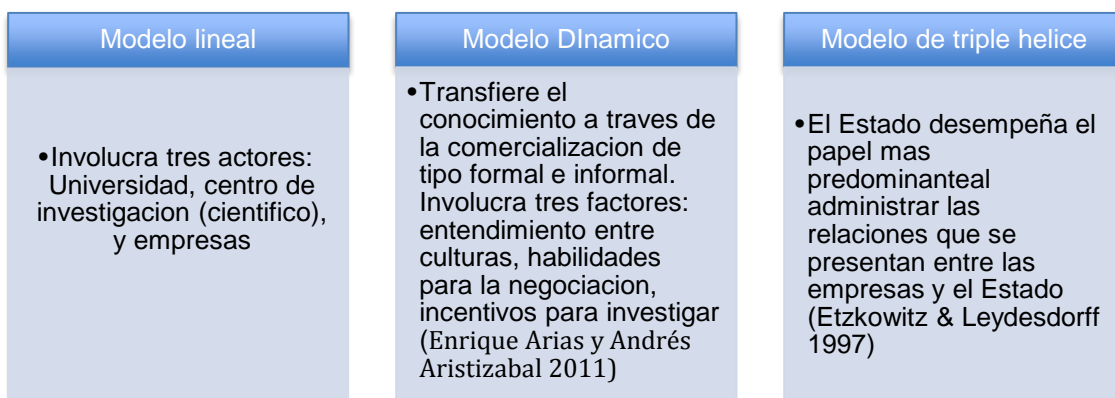 Modelo lineal
•Involucra tres actores:
Universidad, centro de
investigacion (cientifico),
y empresas
Modelo DInamico
•Transfiere el
conocimiento a traves de
la comercializacion de
tipo formal e informal.
Involucra tres factores:
entendimiento entre
culturas, habilidades
para la negociacion,
incentivos para investigar
(Enrique Arias y Andrés
Aristizabal 2011)
Modelo de triple helice
•El Estado desempeña el
papel mas
predominanteal
administrar las
relaciones que se
presentan entre las
empresas y el Estado
(Etzkowitz & Leydesdorff
1997)